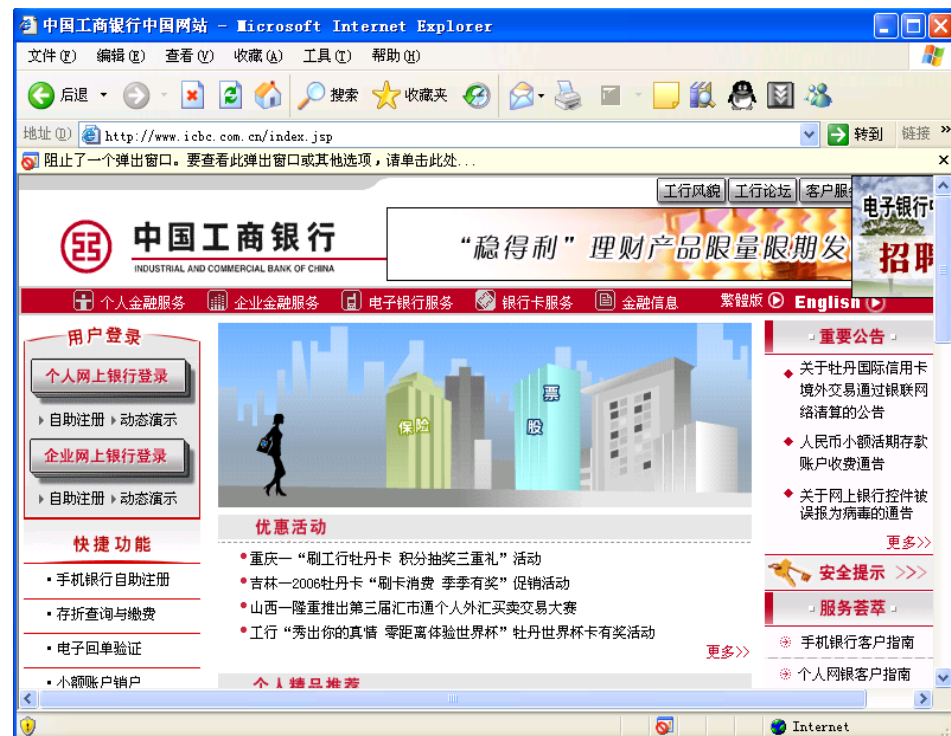 中国工商银行中国网站 - Microsoft Internet Explorer
文件(F) 编辑(E) 查看(V) 收藏(A) 工具(T) 帮助(H)
后退 搜索 收藏夹
地址(D) http://www.icbc.com.cn/index.jsp 转到 链接 »
阻止了一个弹出窗口。要查看此弹出窗口或其他选项，请单击此处...
工行风貌 工行论坛 客户服
电子银行
招聘
中国工商银行
INDUSTRIAL AND COMMERCIAL BANK OF CHINA
“稳得利”理财产品限量限期发
个人金融服务 企业金融服务 电子银行服务 银行卡服务 金融信息 繁體版 English
用户登录
个人网上银行登录
自助注册 动态演示
企业网上银行登录
自助注册 动态演示
快捷功能
手机银行自助注册
存折查询与缴费
电子回单验证
小额账户销户
保险
股票
优惠活动
重庆—“刷工行牡丹卡 积分抽奖三重礼”活动
吉林—2006牡丹卡“刷卡消费 季季有奖”促销活动
山西—隆重推出第三届汇市通个人外汇买卖交易大赛
工行“秀出你的真情 零距离体验世界杯”牡丹世界杯卡有奖活动
更多>>
个人精品推荐
重要公告
关于牡丹国际信用卡
境外交易通过银联网
络清算的公告
人民币小额活期存款
账户收费通告
关于网上银行控件被
误报为病毒的通告
更多>>
安全提示 >>>
服务荟萃
手机银行客户指南
个人网银客户指南
Internet